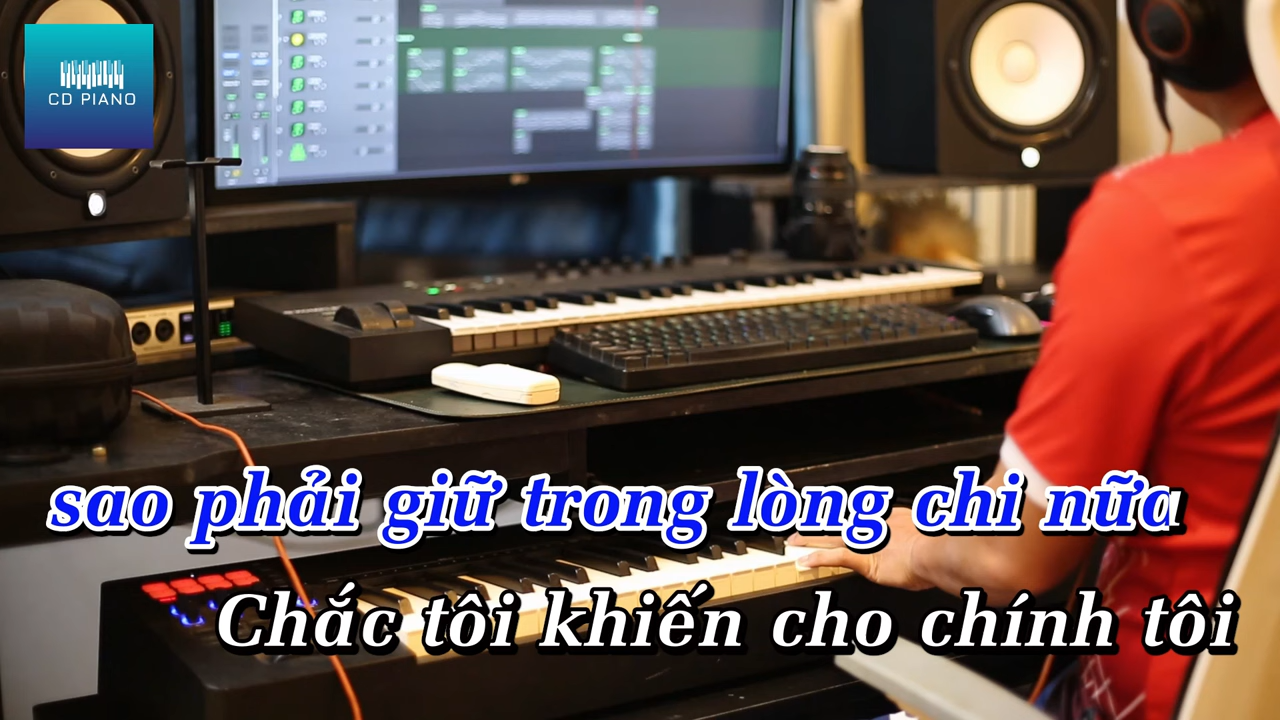 CD PIANO
sao phải giữ trong lòng chi nữa
Chắc tôi khiến cho chính tôi